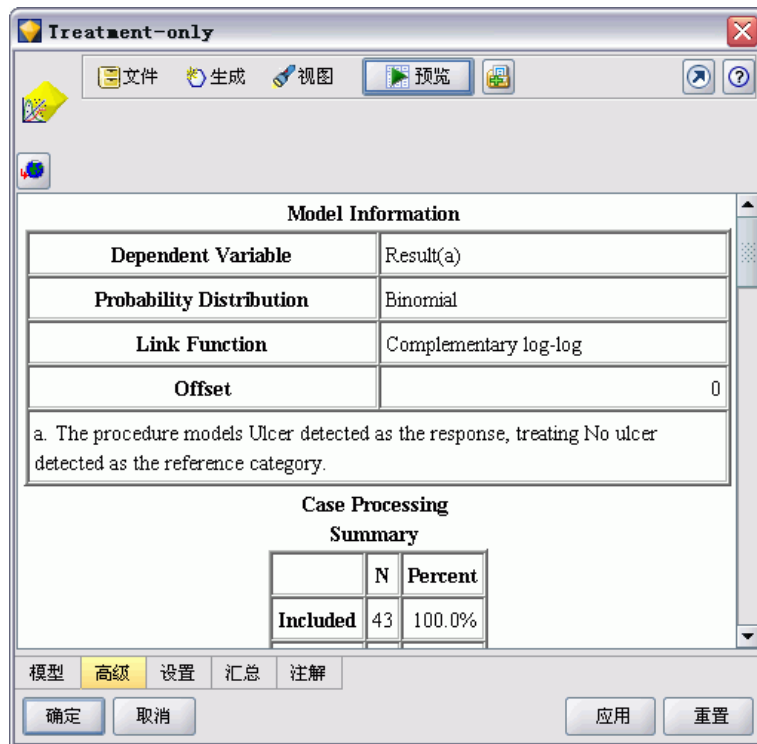 Treatment-only
文件 生成 视图 预览
Model Information
Dependent Variable Result(a)
Probability Distribution Binomial
Link Function Complementary log-log
Offset 0
a. The procedure models Ulcer detected as the response, treating No ulcer
detected as the reference category.
Case Processing
Summary
N Percent
Included 43 100.0%
模型 高级 设置 汇总 注解
确定 取消 应用 重置